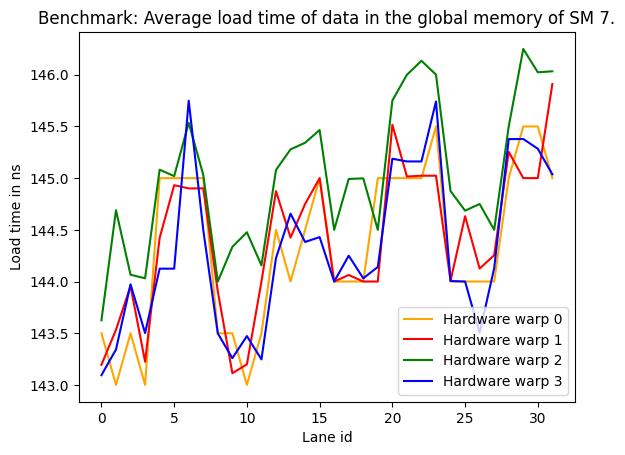 Benchmark: Average load time of data in the global memory of SM 7.
Load time in ns
146.0
145.5
145.0
144.5
144.0
143.5
143.0
0 5 10 15 20 25 30
Lane id
Hardware warp 0
Hardware warp 1
Hardware warp 2
Hardware warp 3